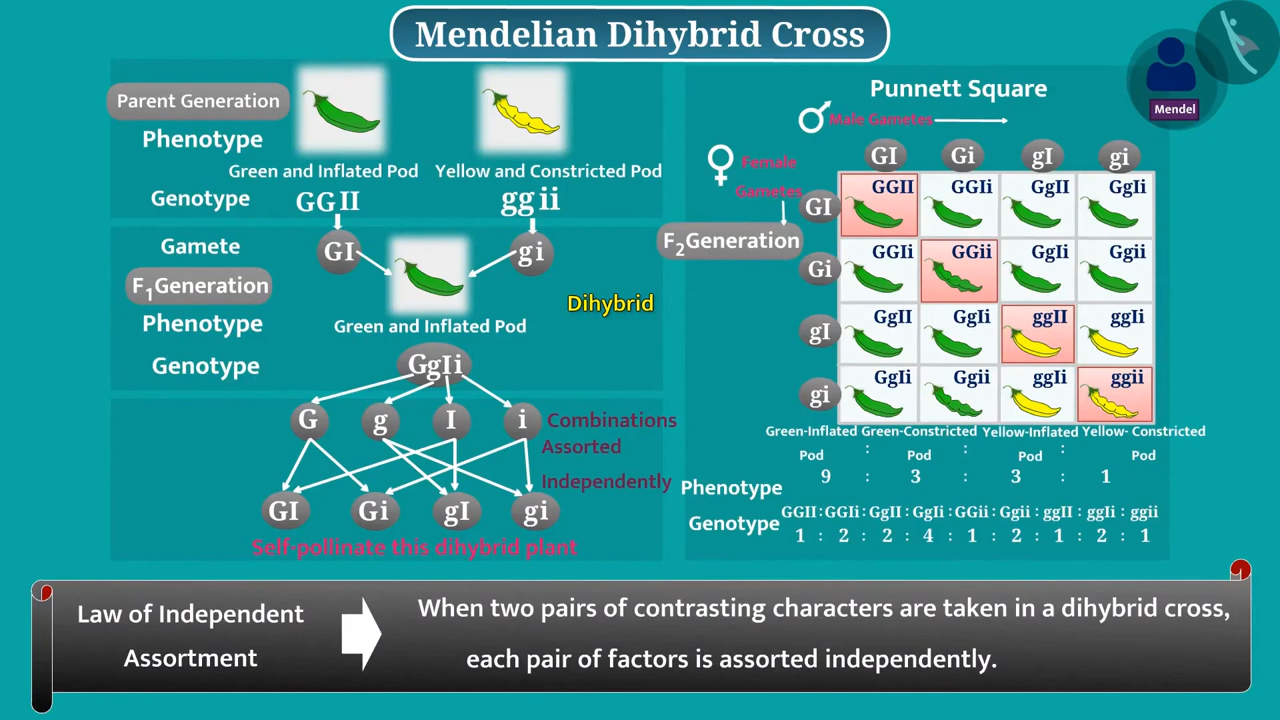 Mendelian Dihybrid Cross
Mendel
Parent Generation
Phenotype
Green and Inflated Pod
Yellow and Constricted Pod
Genotype
GG II
gg ii
Gamete
GI
gi
F1Generation
Dihybrid
Phenotype
Green and Inflated Pod
Genotype
GgIi
G
g
I
i
Combinations
Assorted
Independently
GI
Gi
gI
gi
Self-pollinate this dihybrid plant
Punnett Square
Male Gametes
Female
Gametes
F2Generation
GI Gi gI gi
GI GGII GGIi GgII GgIi
Gi GGIi GGii GgIi Ggii
gI GgII GgIi ggII ggIi
gi GgIi Ggii ggIi ggii
Green-Inflated Green-Constricted Yellow-Inflated Yellow- Constricted
Pod : Pod : Pod : Pod
Phenotype 9 : 3 : 3 : 1
Genotype GGII : GGIi : GgII : GgIi : GGii : Ggii : ggII : ggIi : ggii
1 : 2 : 2 : 4 : 1 : 2 : 1 : 2 : 1
Law of Independent
Assortment
When two pairs of contrasting characters are taken in a dihybrid cross,
each pair of factors is assorted independently.